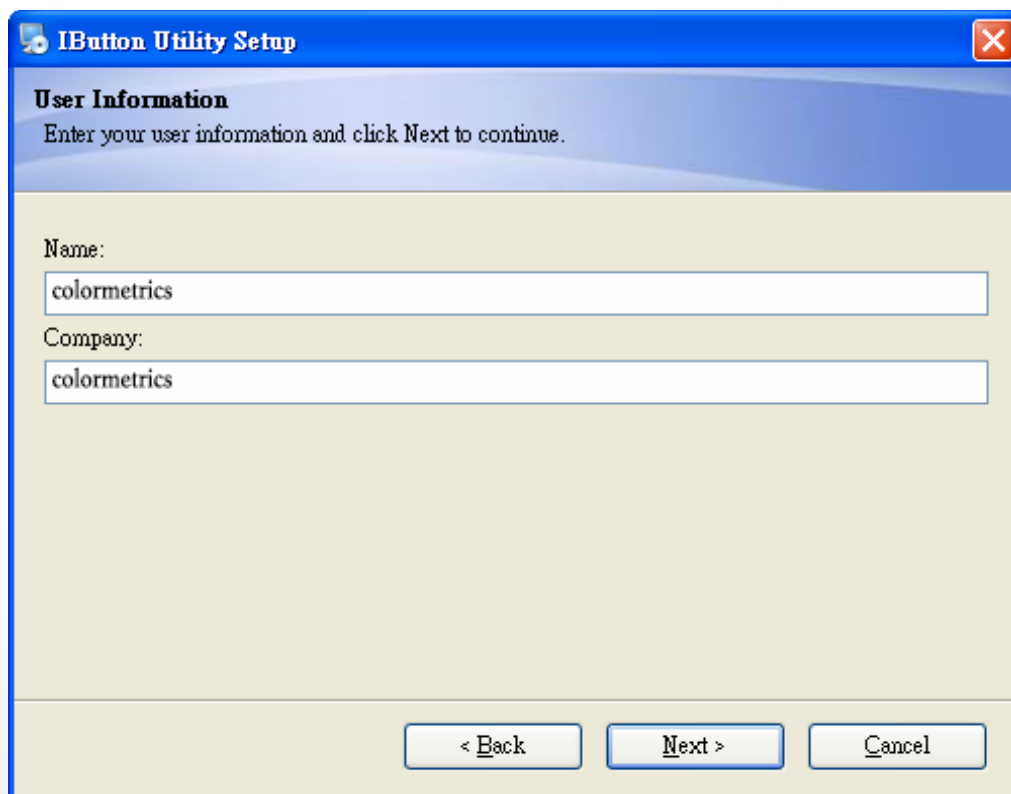 IButton Utility Setup
User Information
Enter your user information and click Next to continue.
Name:
colormetrics
Company:
colormetrics
< Back Next > Cancel